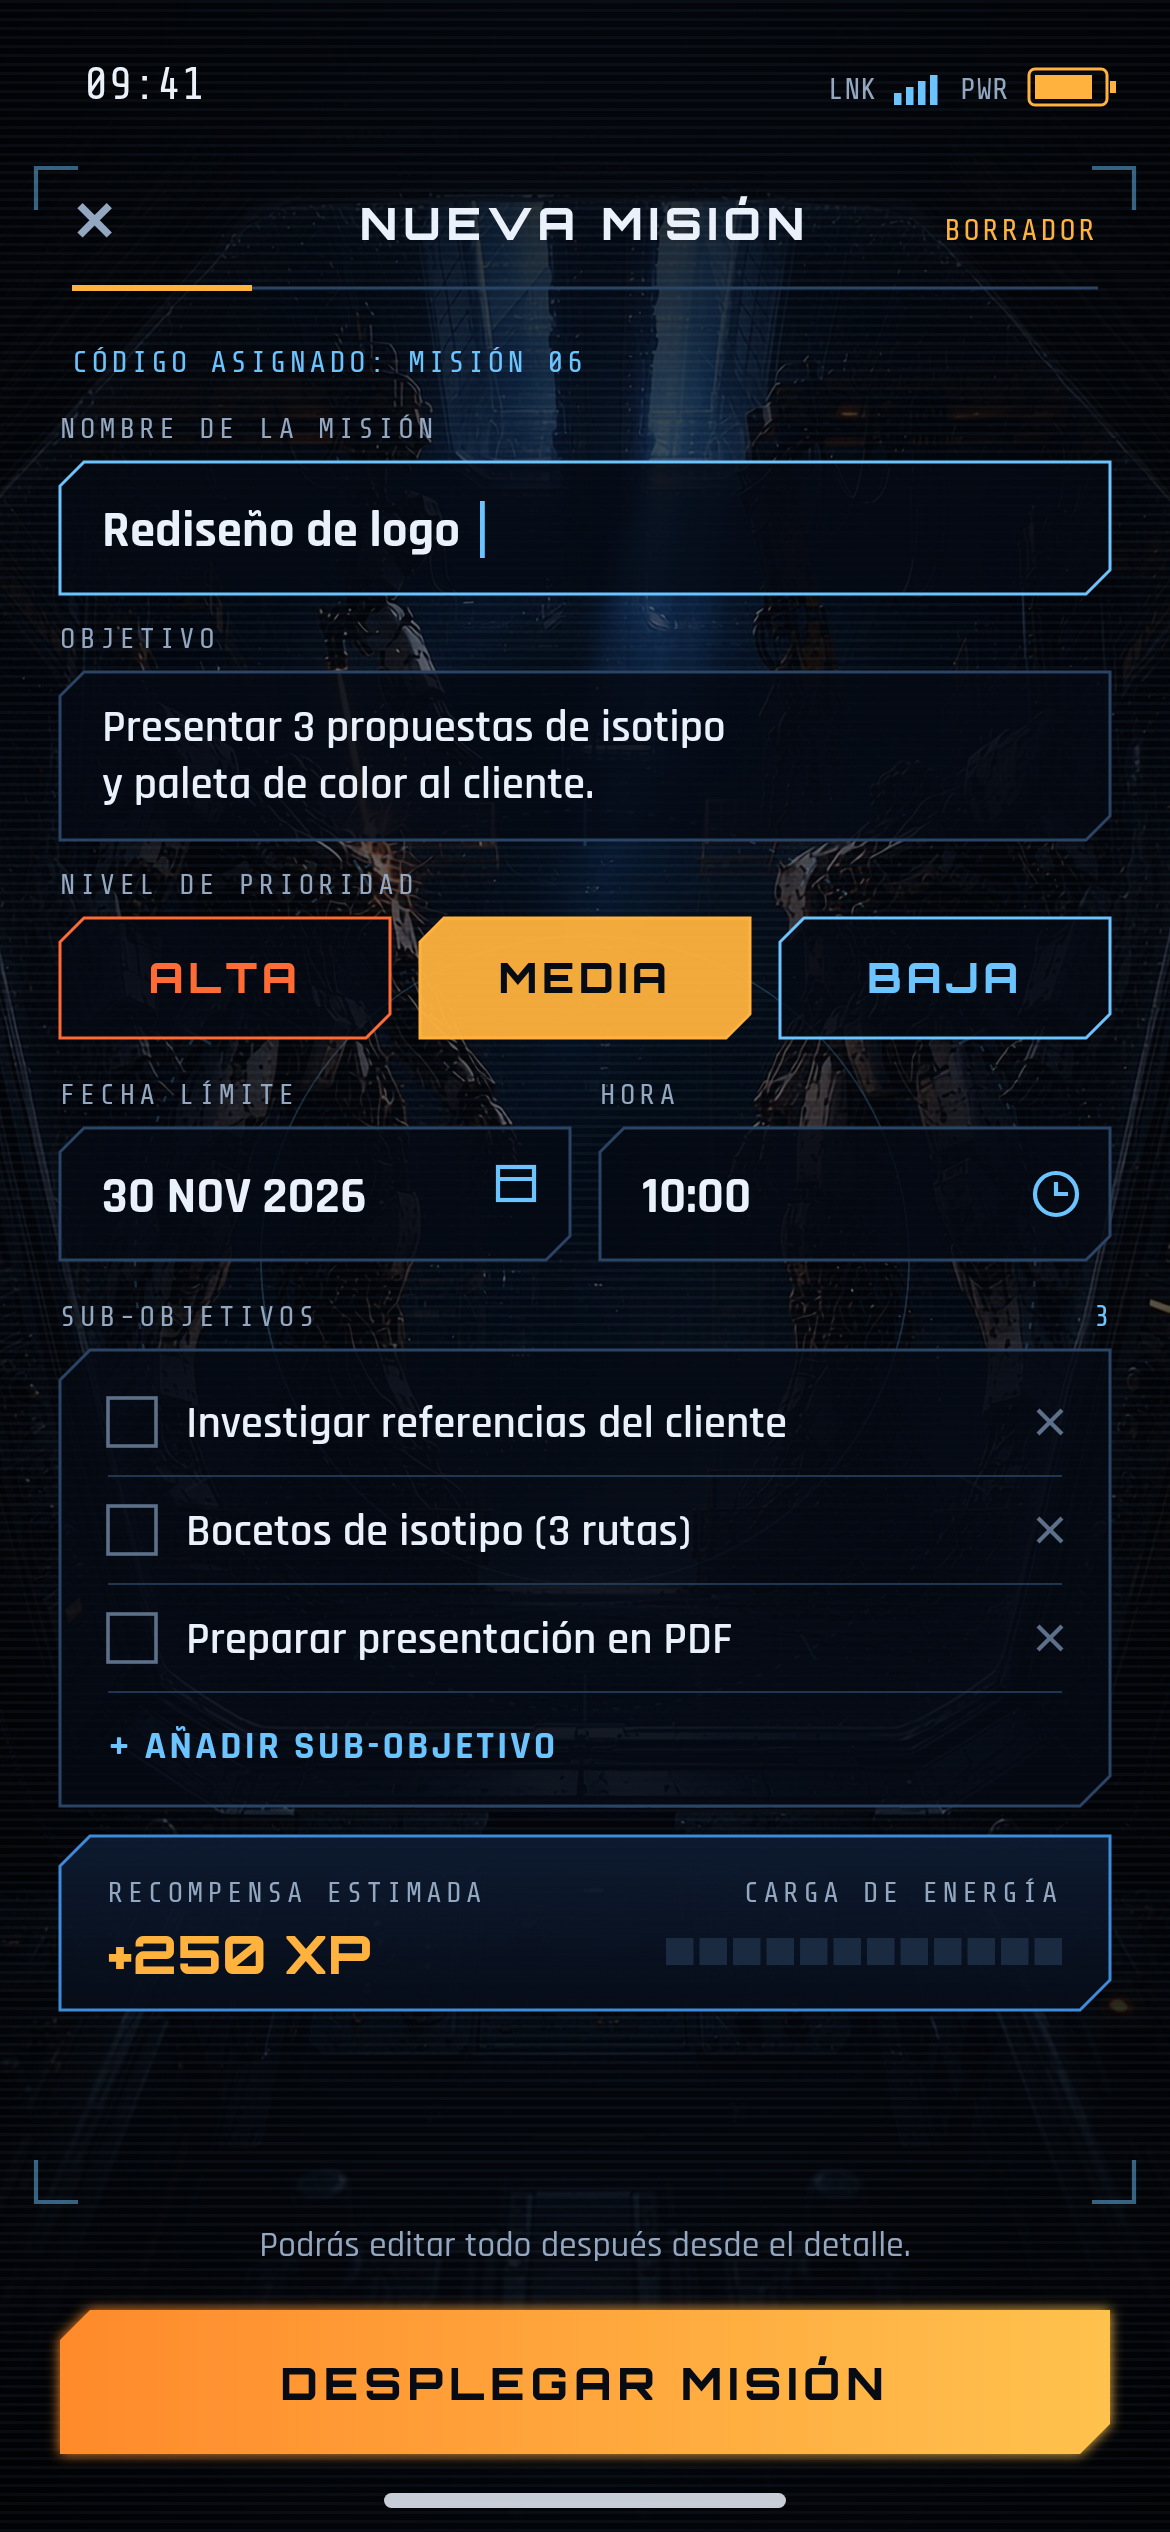 09:41
LNK PWR
✕ NUEVA MISIÓN BORRADOR
CÓDIGO ASIGNADO: MISIÓN 06
NOMBRE DE LA MISIÓN
Rediseño de logo
OBJETIVO
Presentar 3 propuestas de isotipo
y paleta de color al cliente.
NIVEL DE PRIORIDAD
ALTA MEDIA BAJA
FECHA LÍMITE HORA
30 NOV 2026 10:00
SUB-OBJETIVOS 3
Investigar referencias del cliente ✕
Bocetos de isotipo (3 rutas) ✕
Preparar presentación en PDF ✕
+ AÑADIR SUB-OBJETIVO
RECOMPENSA ESTIMADA CARGA DE ENERGÍA
+250 XP
Podrás editar todo después desde el detalle.
DESPLEGAR MISIÓN